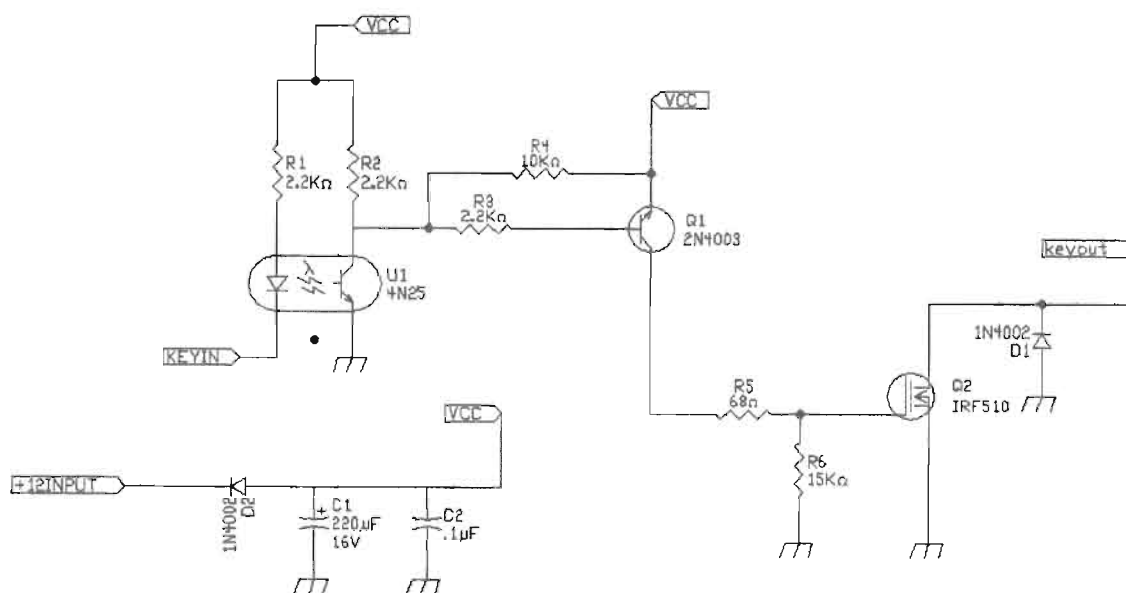 VCC
VCC
R1
2.2KΩ
R2
2.2KΩ
R4
10KΩ
R3
2.2KΩ
Q1
2N4003
keyout
U1
4N25
KEYIN
1N4002
D1
R5
68Ω
Q2
IRF510
VCC
R6
15KΩ
+12INPUT
1N4002
D2
+
C1
220µF
16V
C2
.1µF